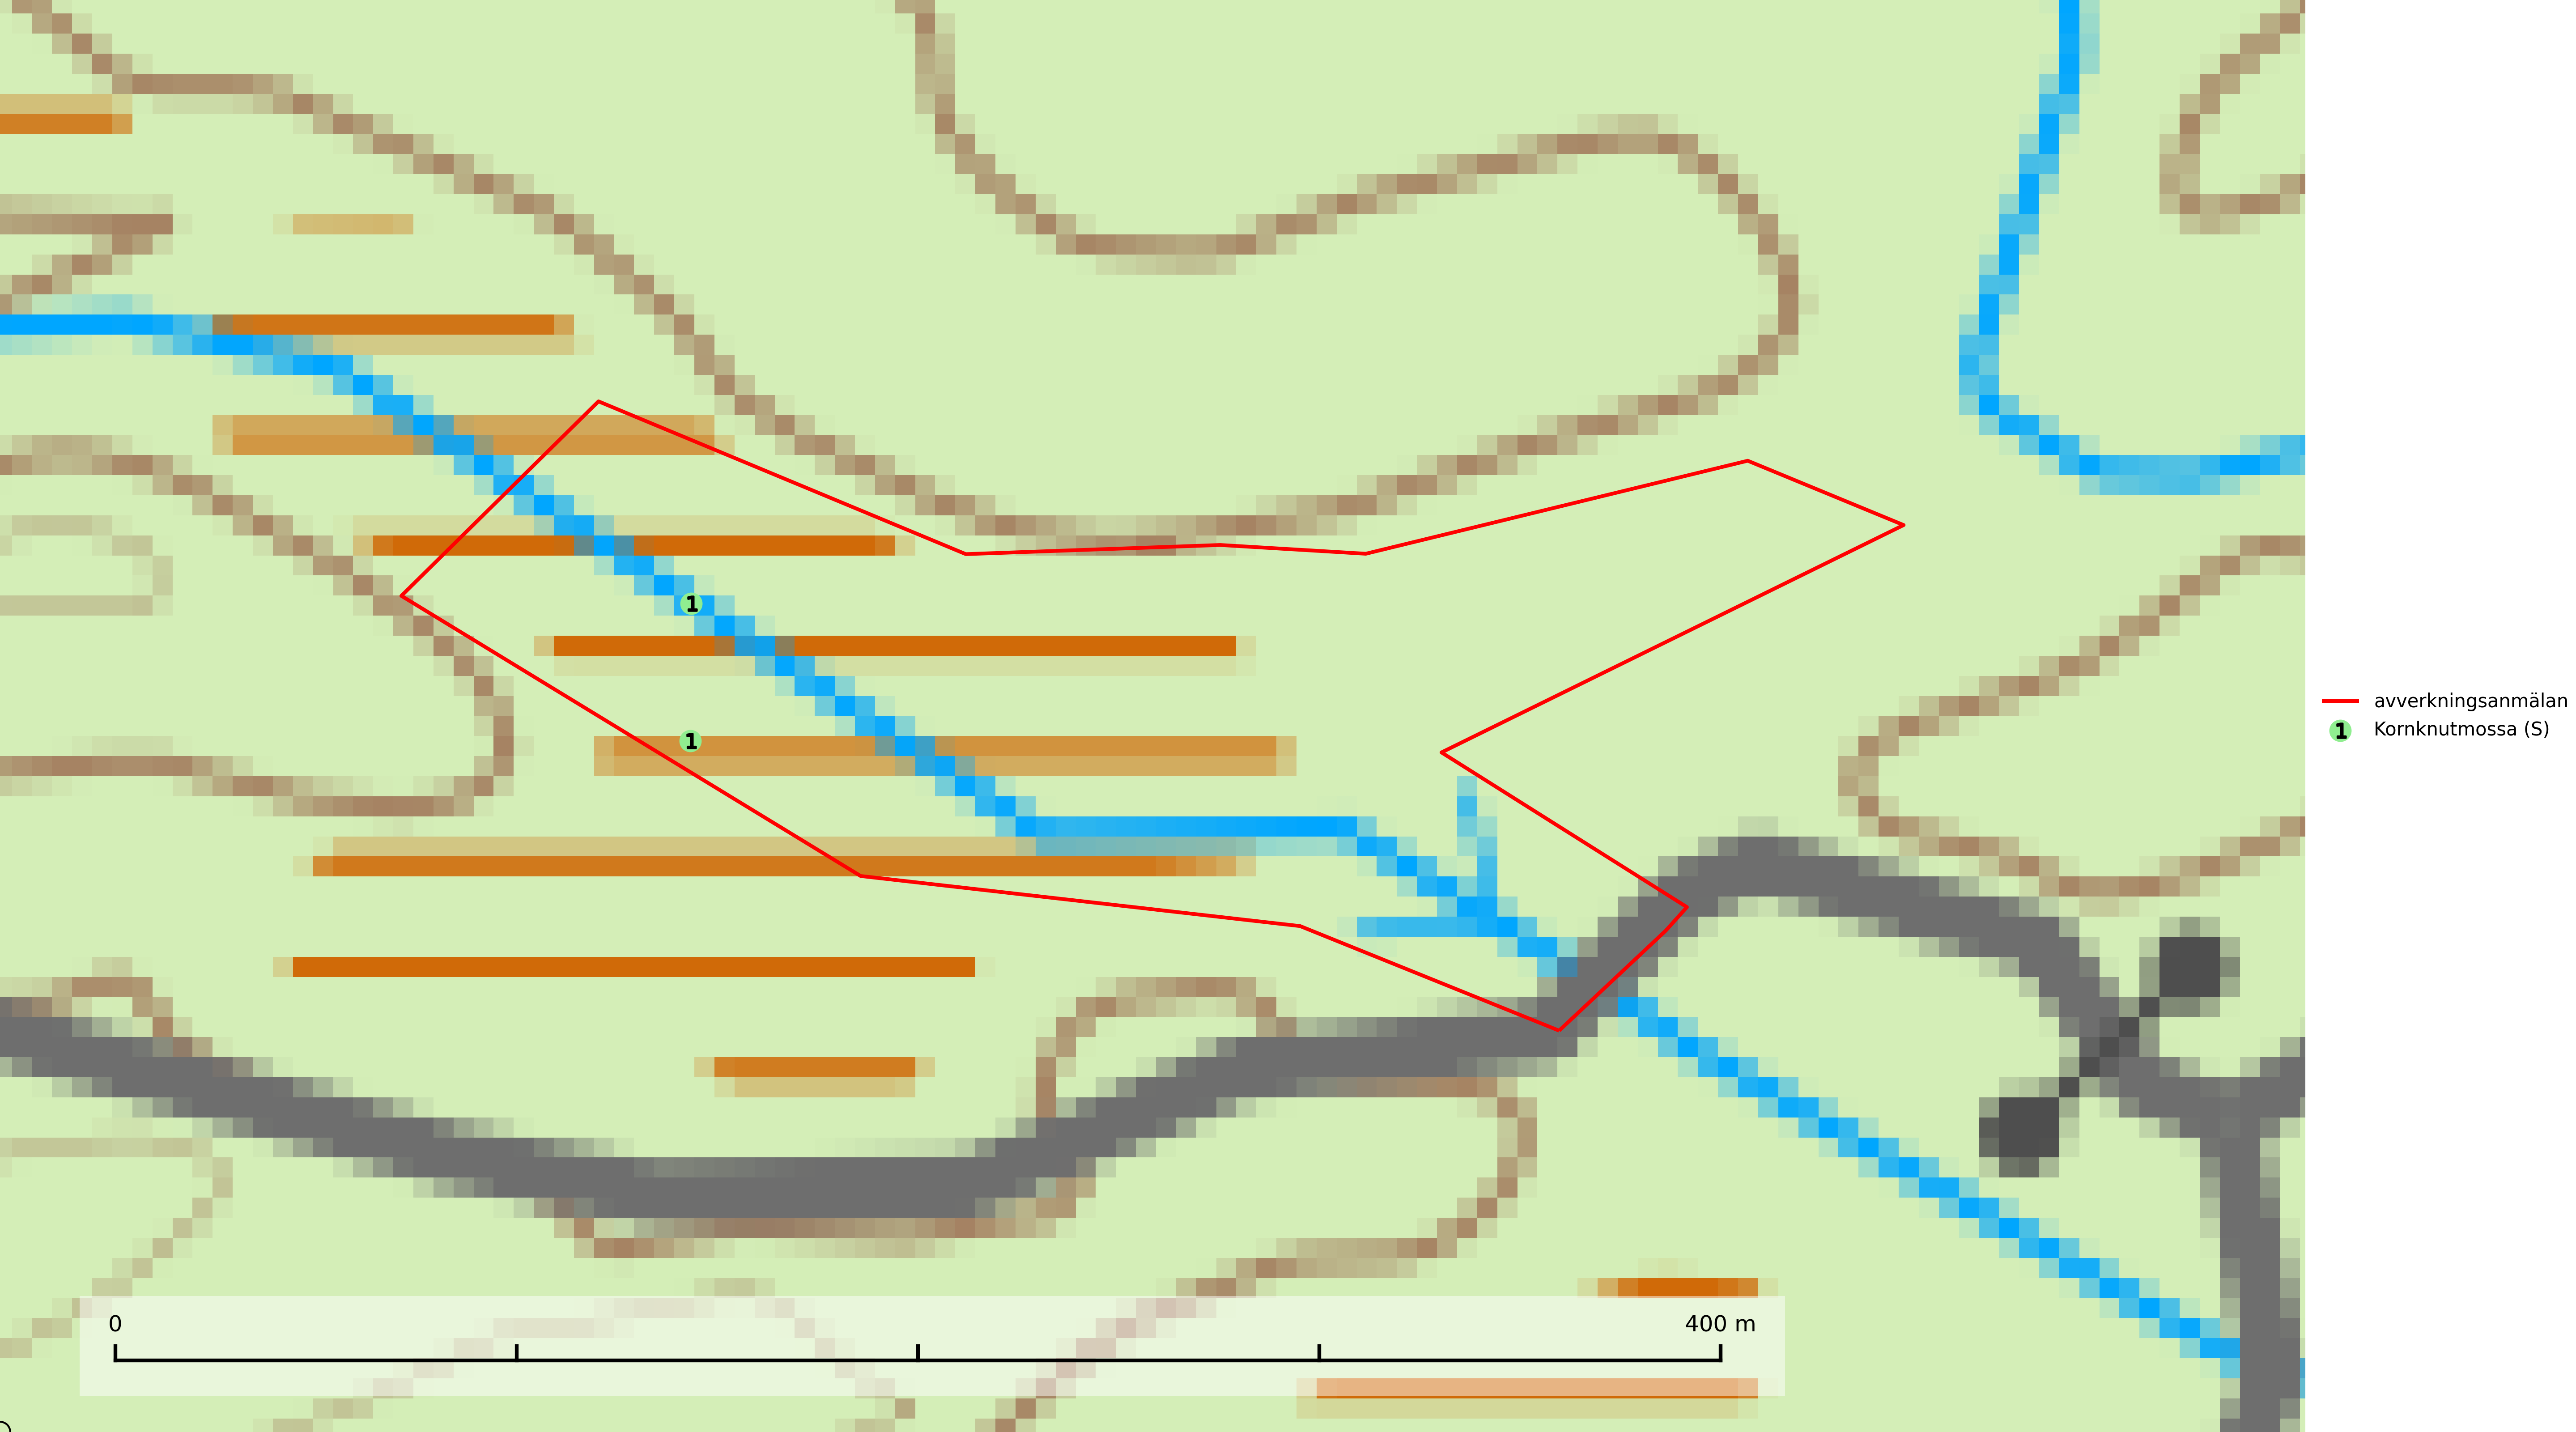 1
1
avverkningsanmälan
1 Kornknutmossa (S)
0 400 m